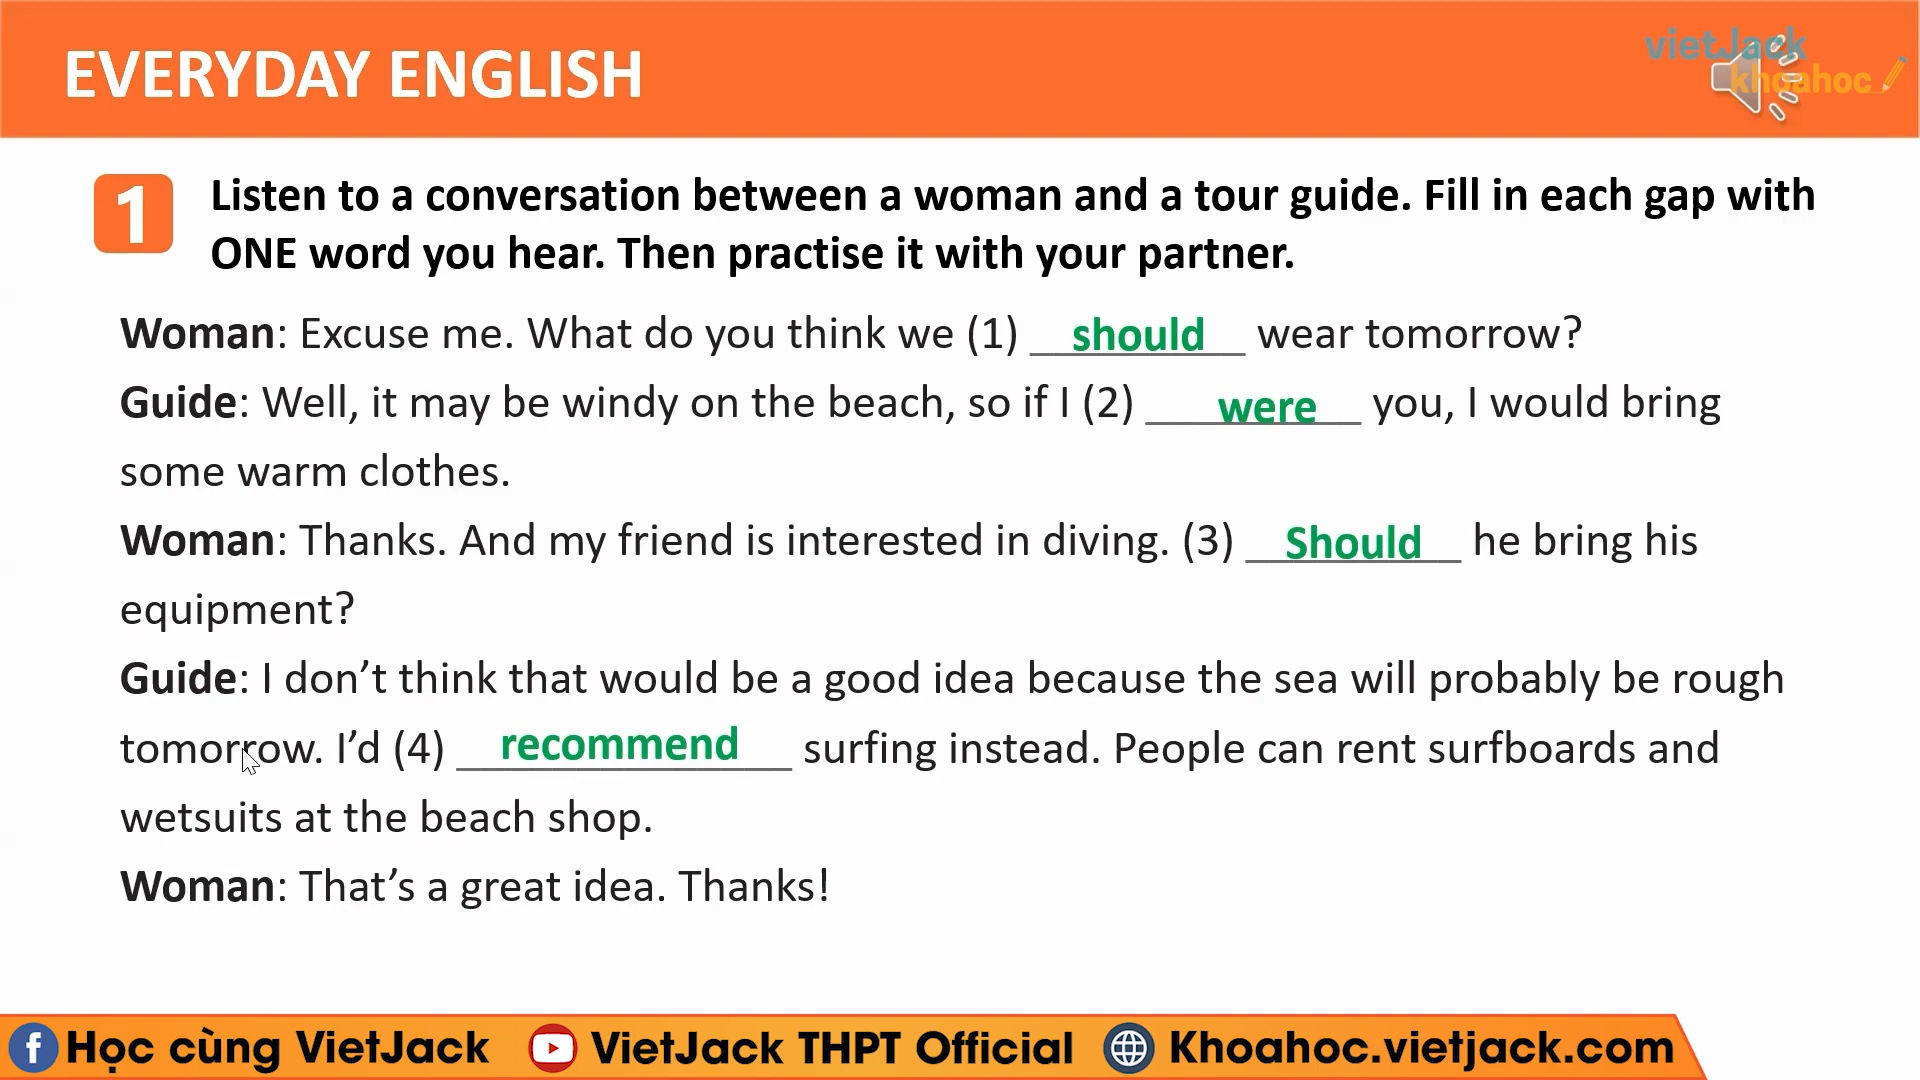 EVERYDAY ENGLISH
vietJack
khoahoc
1
Listen to a conversation between a woman and a tour guide. Fill in each gap with
ONE word you hear. Then practise it with your partner.
Woman: Excuse me. What do you think we (1) should wear tomorrow?
Guide: Well, it may be windy on the beach, so if I (2) were you, I would bring
some warm clothes.
Woman: Thanks. And my friend is interested in diving. (3) Should he bring his
equipment?
Guide: I don’t think that would be a good idea because the sea will probably be rough
tomorrow. I’d (4) recommend surfing instead. People can rent surfboards and
wetsuits at the beach shop.
Woman: That’s a great idea. Thanks!
f Học cùng VietJack VietJack THPT Official Khoahoc.vietjack.com